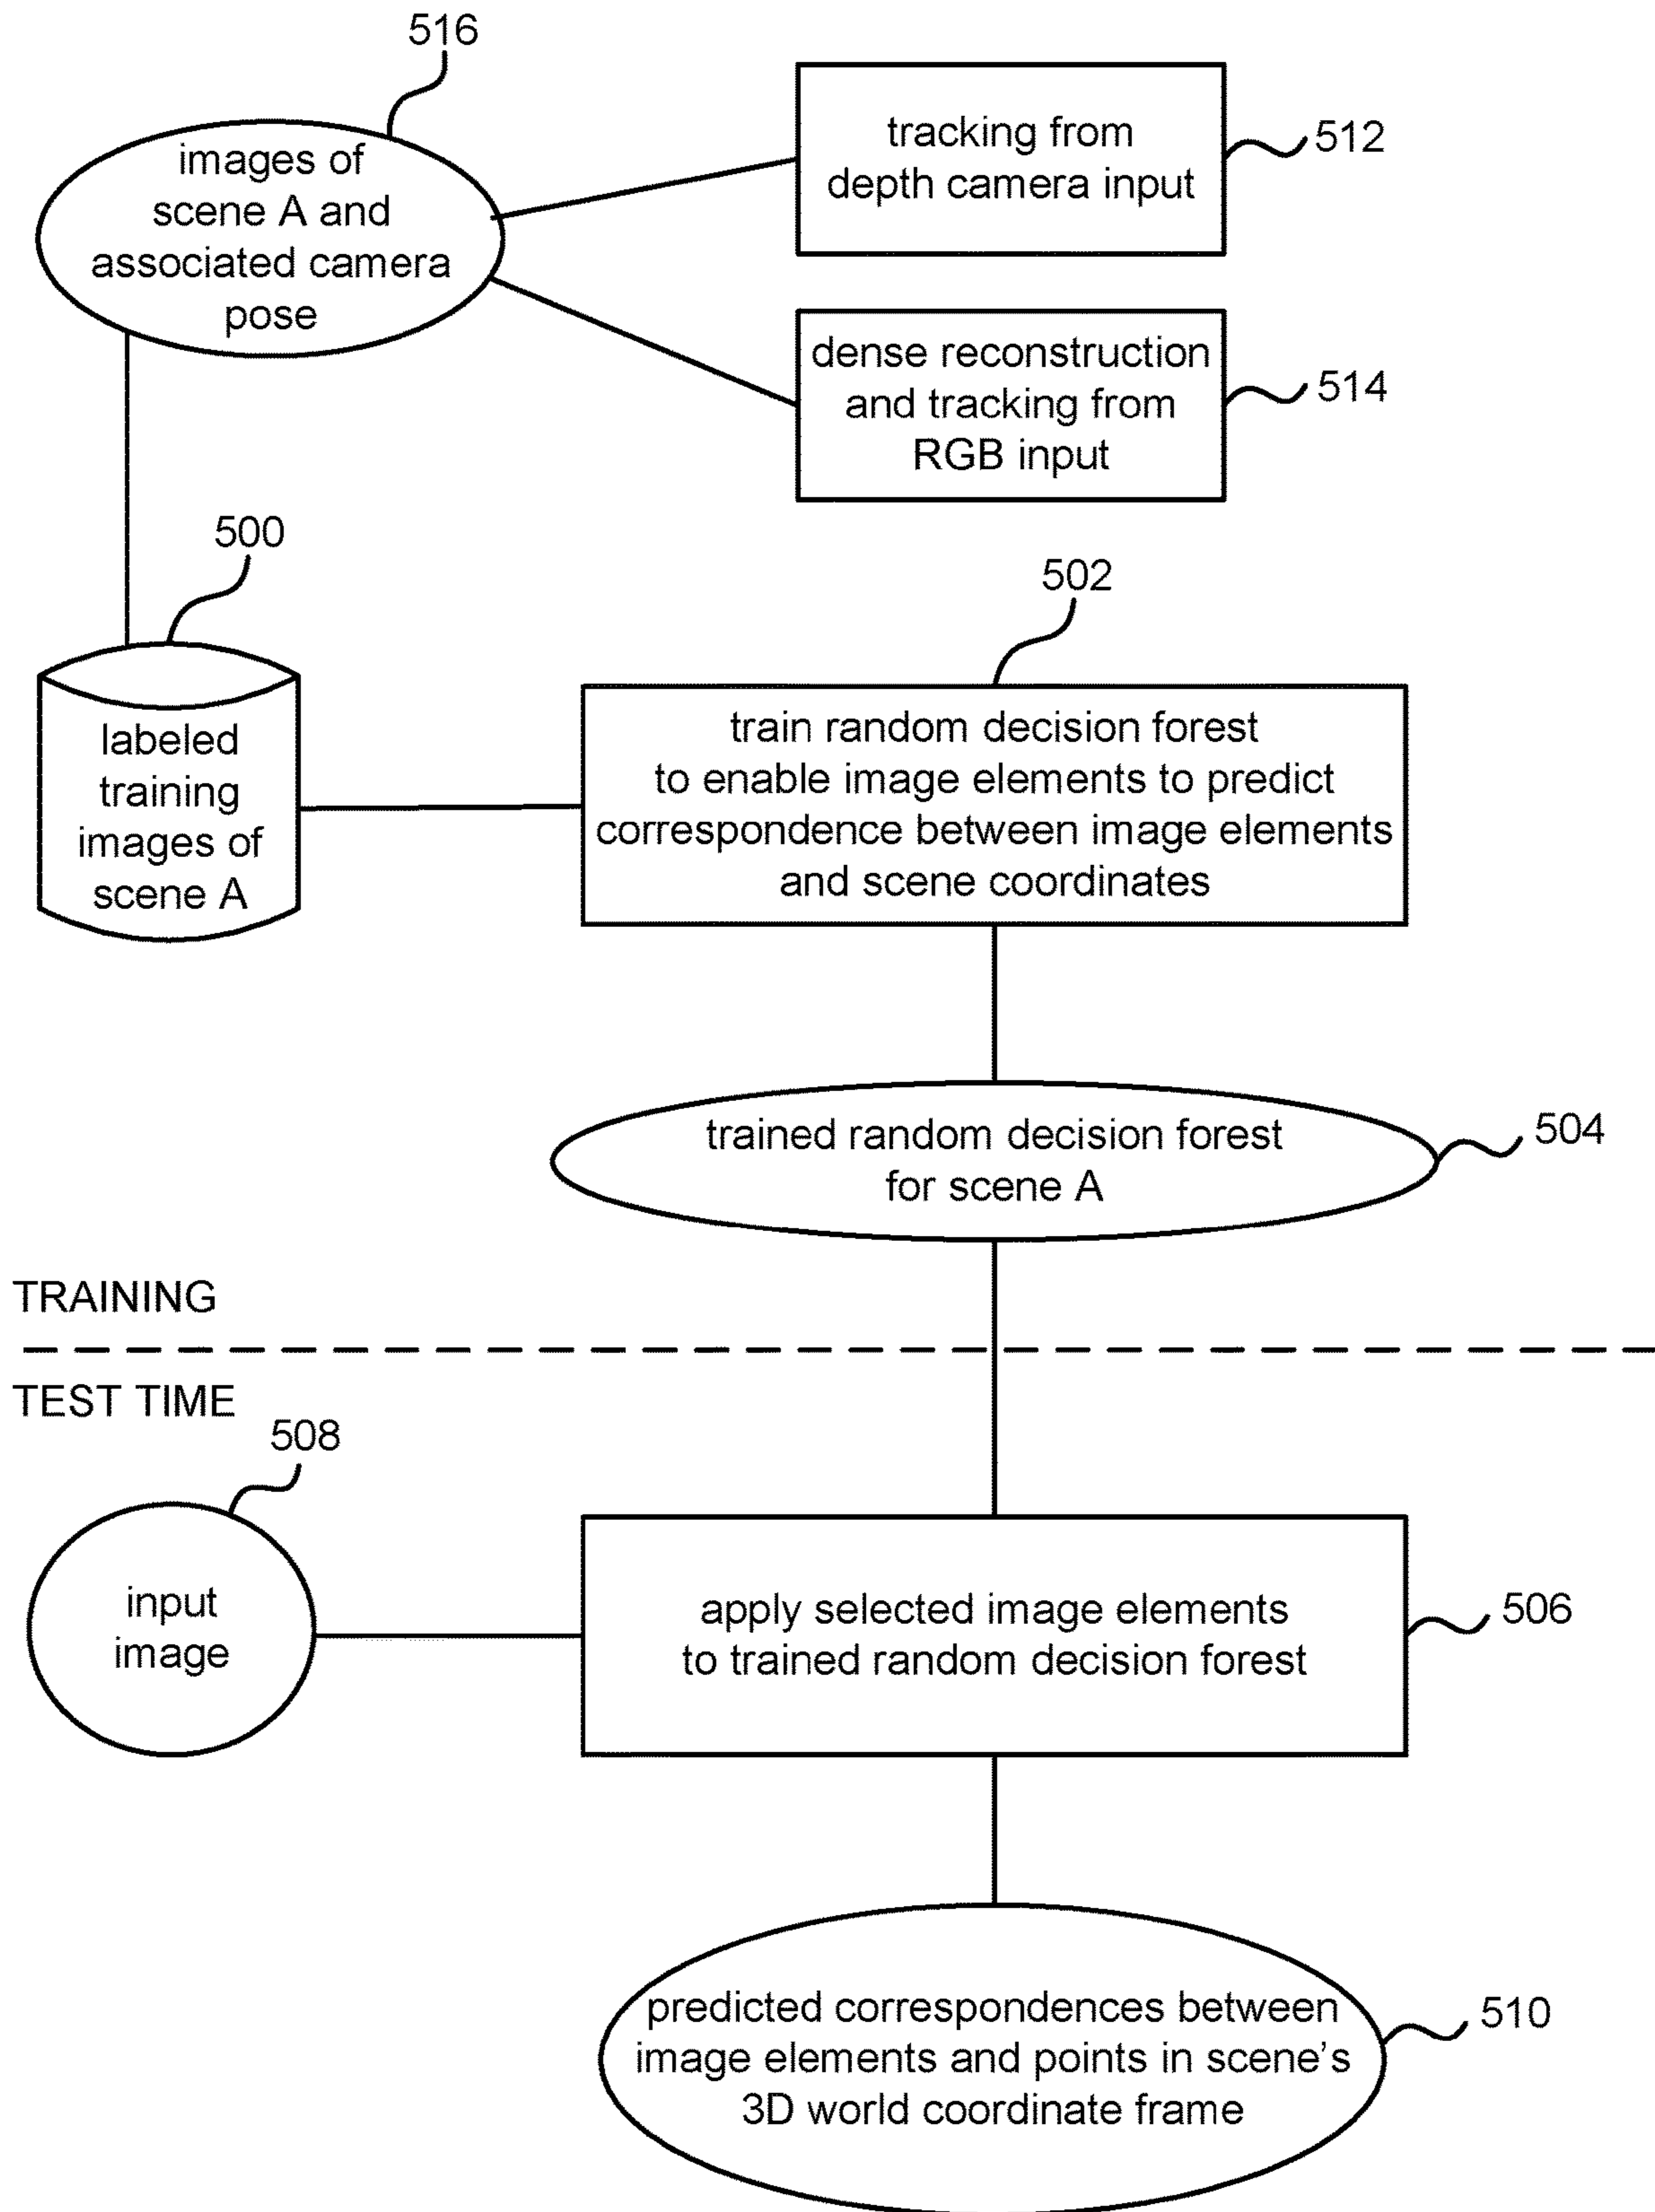 516
images of
scene A and
associated camera
pose
tracking from
depth camera input
512
dense reconstruction
and tracking from
RGB input
514
500
labeled
training
images of
scene A
502
train random decision forest
to enable image elements to predict
correspondence between image elements
and scene coordinates
trained random decision forest
for scene A
504
TRAINING
TEST TIME
508
input
image
apply selected image elements
to trained random decision forest
506
predicted correspondences between
image elements and points in scene’s
3D world coordinate frame
510